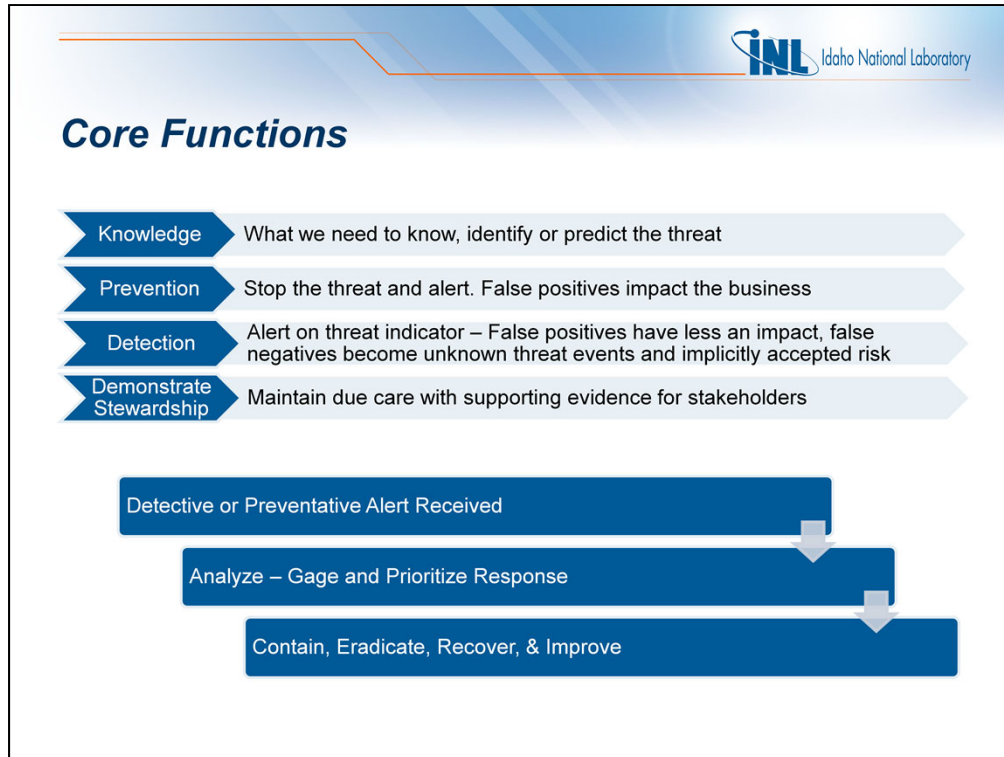 INL Idaho National Laboratory
Core Functions
Knowledge
What we need to know, identify or predict the threat
Prevention
Stop the threat and alert. False positives impact the business
Detection
Alert on threat indicator – False positives have less an impact, false
negatives become unknown threat events and implicitly accepted risk
Demonstrate
Stewardship
Maintain due care with supporting evidence for stakeholders
Detective or Preventative Alert Received
Analyze – Gage and Prioritize Response
Contain, Eradicate, Recover, & Improve